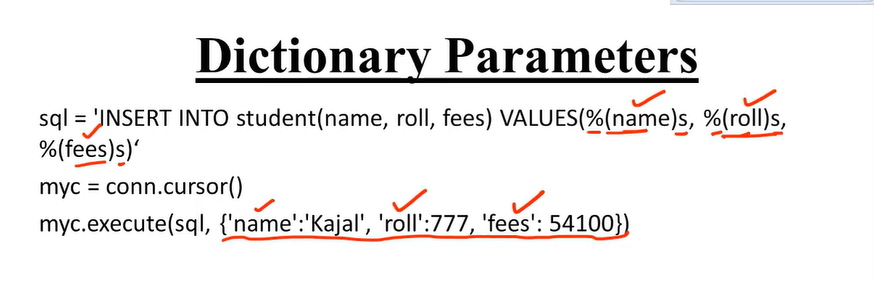 Dictionary Parameters
sql = 'INSERT INTO student(name, roll, fees) VALUES(%(name)s, %(roll)s,
%(fees)s)‘
myc = conn.cursor()
myc.execute(sql, {'name':'Kajal', 'roll':777, 'fees': 54100})